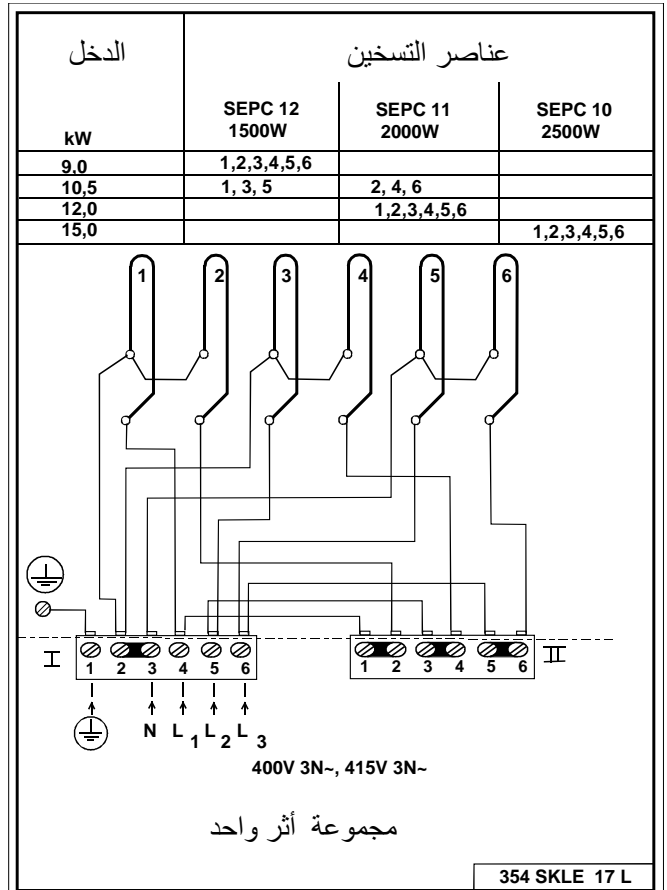 الدخل
عناصر التسخين
kW
SEPC 12
1500W
SEPC 11
2000W
SEPC 10
2500W
9,0 1,2,3,4,5,6
10,5 1, 3, 5 2, 4, 6
12,0 1,2,3,4,5,6
15,0 1,2,3,4,5,6
1 2 3 4 5 6
I 1 2 3 4 5 6 1 2 3 4 5 6 II
N L1 L2 L3
400V 3N~, 415V 3N~
مجموعة أثر واحد
354 SKLE 17 L